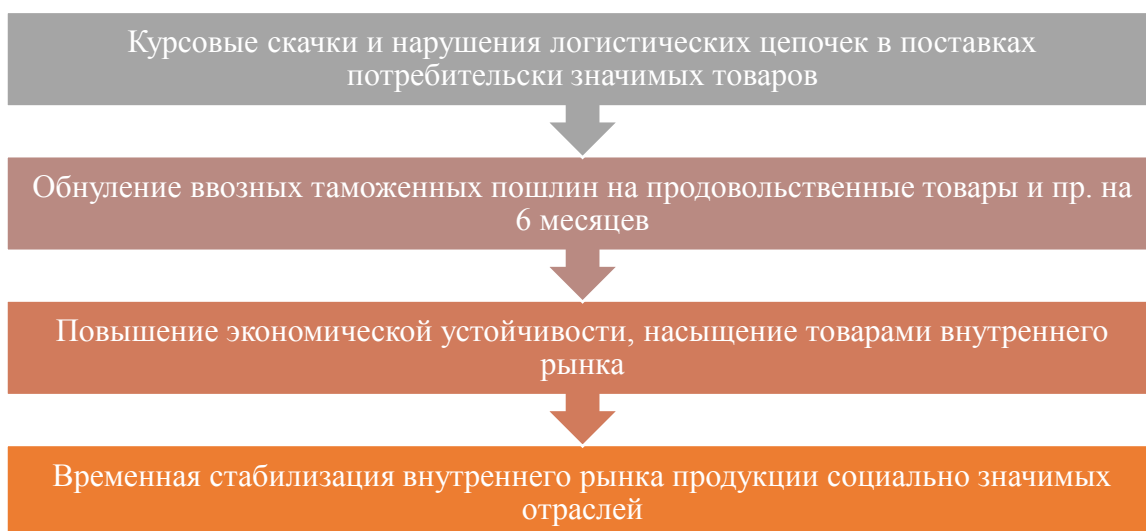 Курсовые скачки и нарушения логистических цепочек в поставках
потребительски значимых товаров
Обнуление ввозных таможенных пошлин на продовольственные товары и пр. на
6 месяцев
Повышение экономической устойчивости, насыщение товарами внутреннего
рынка
Временная стабилизация внутреннего рынка продукции социально значимых
отраслей